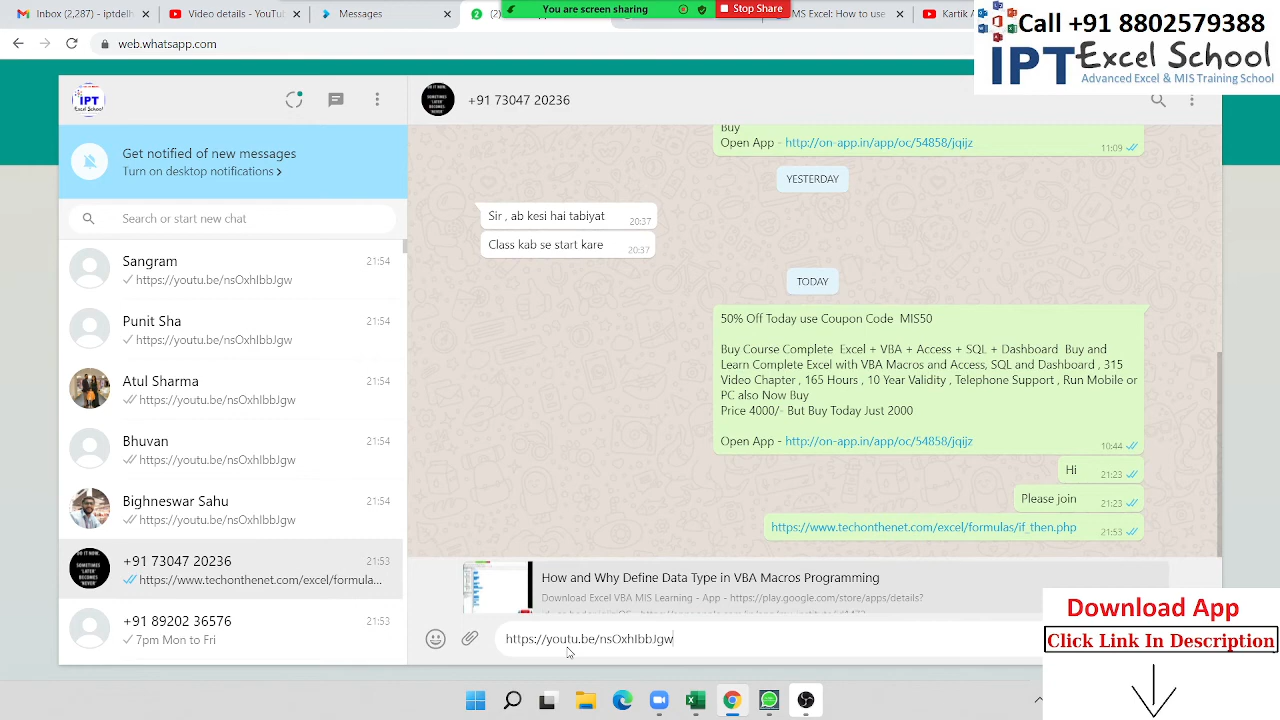 Inbox (2,287) - iptdelh
Video details - YouTu
Messages
(2)
You are screen sharing
Stop Share
MS Excel: How to use
Kartik
web.whatsapp.com
Call +91 8802579388
IPT Excel School
Advanced Excel & MIS Training School
IPT
Excel School
+91 73047 20236
Get notified of new messages
Turn on desktop notifications
Search or start new chat
Sangram 21:54
https://youtu.be/nsOxhIbbJgw
Punit Sha 21:54
https://youtu.be/nsOxhIbbJgw
Atul Sharma 21:54
https://youtu.be/nsOxhIbbJgw
Bhuvan 21:54
https://youtu.be/nsOxhIbbJgw
Bighneswar Sahu 21:54
https://youtu.be/nsOxhIbbJgw
DO IT NOW.
SOMETIMES
LATER
BECOMES
NEVER
+91 73047 20236 21:53
https://www.techonthenet.com/excel/formula...
+91 89202 36576 21:53
7pm Mon to Fri
Buy
Open App - http://on-app.in/app/oc/54858/jqijz 11:09
YESTERDAY
Sir , ab kesi hai tabiyat 20:37
Class kab se start kare 20:37
TODAY
50% Off Today use Coupon Code MIS50
Buy Course Complete Excel + VBA + Access + SQL + Dashboard Buy and
Learn Complete Excel with VBA Macros and Access, SQL and Dashboard , 315
Video Chapter , 165 Hours , 10 Year Validity , Telephone Support , Run Mobile or
PC also Now Buy
Price 4000/- But Buy Today Just 2000
Open App - http://on-app.in/app/oc/54858/jqijz 10:44
Hi 21:23
Please join 21:23
https://www.techonthenet.com/excel/formulas/if_then.php 21:53
How and Why Define Data Type in VBA Macros Programming
Download Excel VBA MIS Learning - App - https://play.google.com/store/apps/details?
https://youtu.be/nsOxhIbbJgw
Download App
Click Link In Description